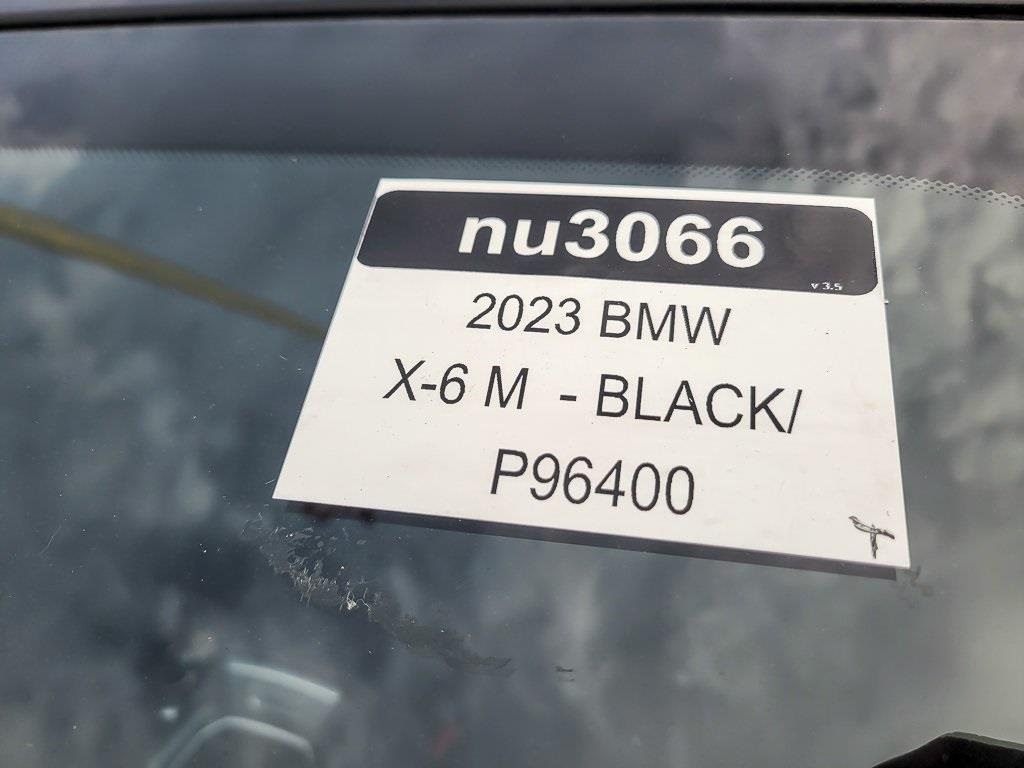 nu3066
v 3.5
2023 BMW
X-6 M - BLACK/
P96400